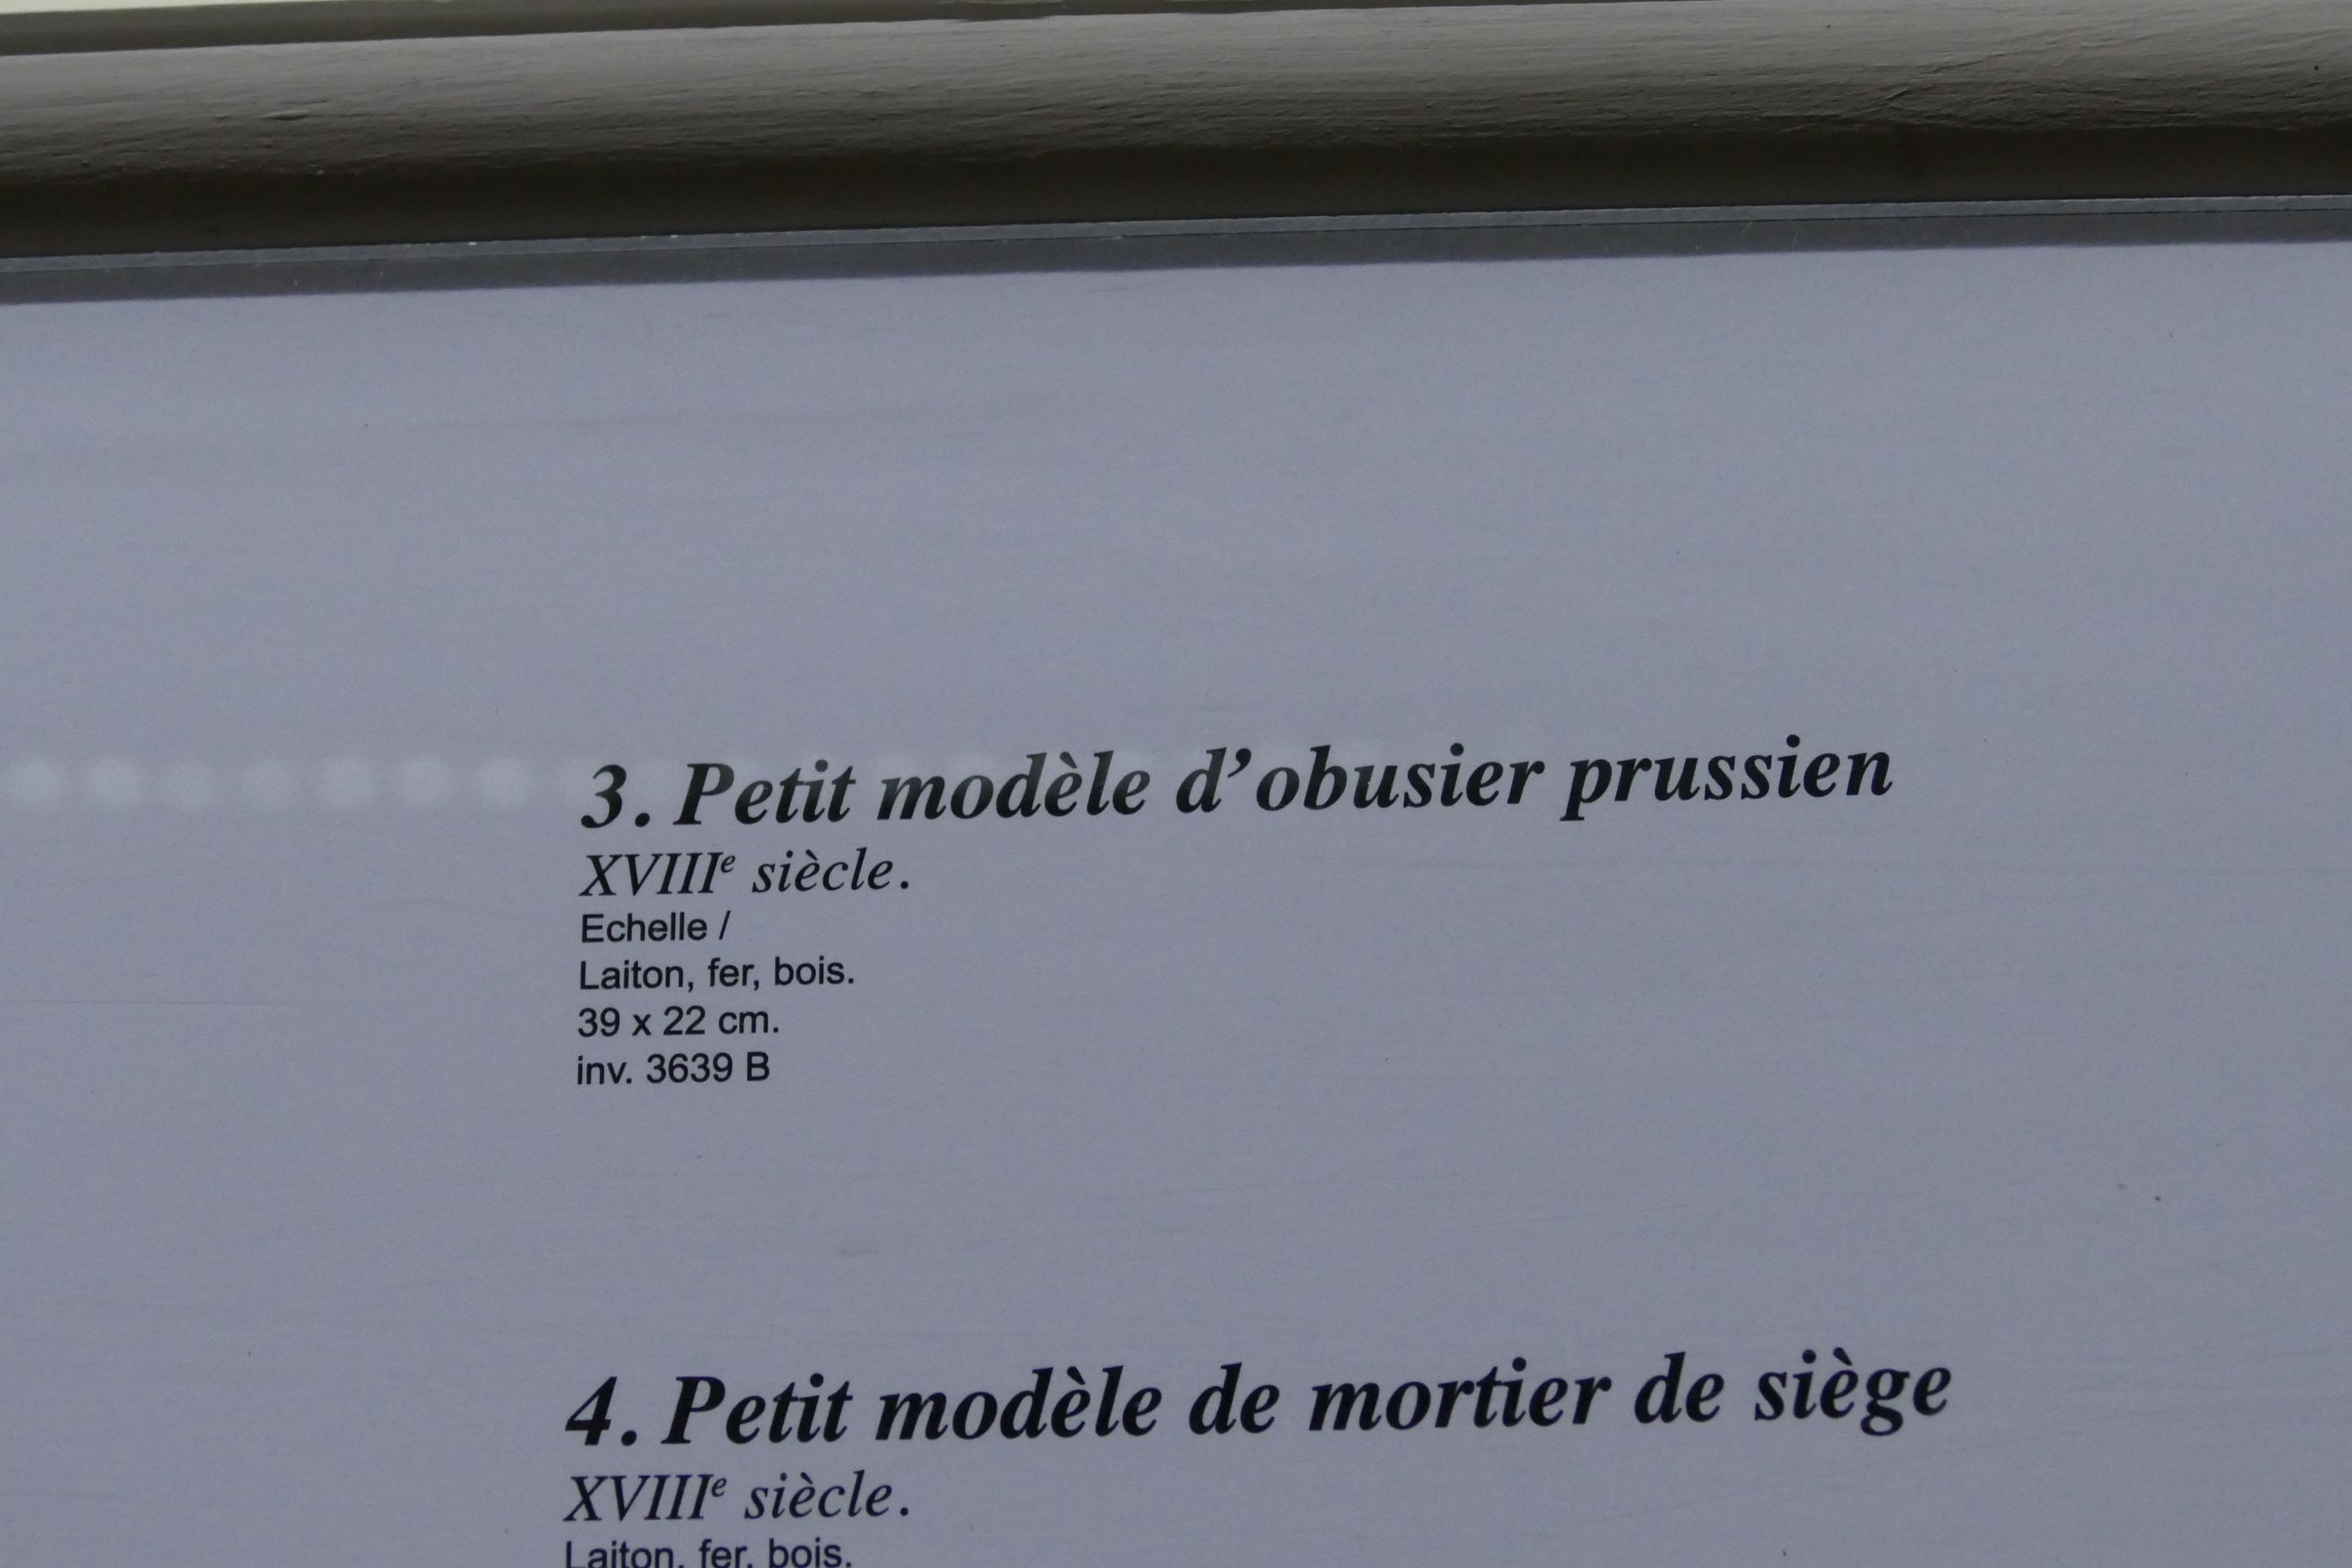 3. Petit modèle d’obusier prussien
XVIIIᵉ siècle.
Echelle /
Laiton, fer, bois.
39 x 22 cm.
inv. 3639 B
4. Petit modèle de mortier de siège
XVIIIᵉ siècle.
Laiton, fer, bois.